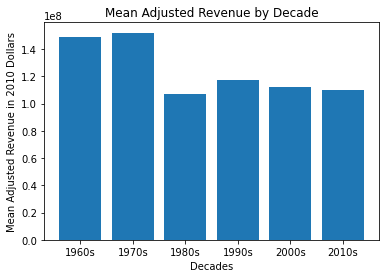 Mean Adjusted Revenue by Decade
1e8
Mean Adjusted Revenue in 2010 Dollars
1.4
1.2
1.0
0.8
0.6
0.4
0.2
0.0
1960s 1970s 1980s 1990s 2000s 2010s
Decades